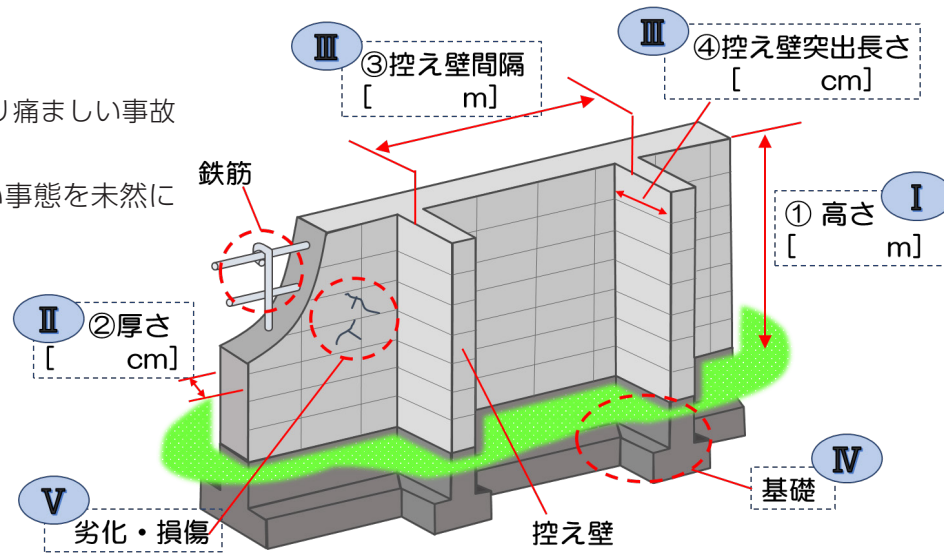 り痛ましい事故
い事態を未然に
Ⅲ
③控え壁間隔
[ m]
Ⅲ
④控え壁突出長さ
[ cm]
鉄筋
Ⅰ
① 高さ
[ m]
Ⅱ
②厚さ
[ cm]
Ⅴ
劣化・損傷
控え壁
基礎
Ⅳ